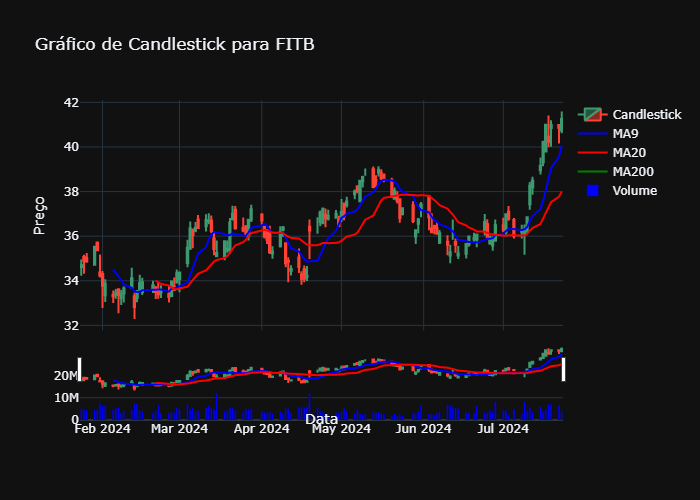 Gráfico de Candlestick para FITB
42
40
38
36
34
32
Preço
Candlestick
MA9
MA20
MA200
Volume
20M
10M
0
Data
Feb 2024
Mar 2024
Apr 2024
May 2024
Jun 2024
Jul 2024